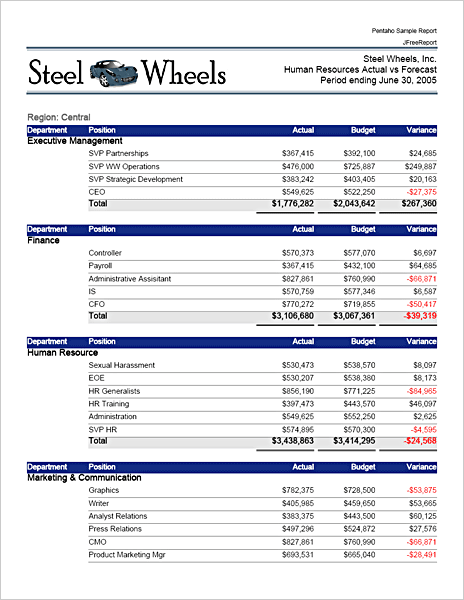 Pentaho Sample Report
JFreeReport
Steel Wheels
Steel Wheels, Inc.
Human Resources Actual vs Forecast
Period ending June 30, 2005
Region: Central
Department Position Actual Budget Variance
Executive Management
SVP Partnerships $367,415 $392,100 $24,685
SVP WW Operations $476,000 $725,887 $249,887
SVP Strategic Development $383,242 $403,405 $20,163
CEO $549,625 $522,250 -$27,375
Total $1,776,282 $2,043,642 $267,360
Department Position Actual Budget Variance
Finance
Controller $570,373 $577,070 $6,697
Payroll $367,415 $432,100 $64,685
Administrative Assisitant $827,861 $760,990 -$66,871
IS $570,759 $577,346 $6,587
CFO $770,272 $719,855 -$50,417
Total $3,106,680 $3,067,361 -$39,319
Department Position Actual Budget Variance
Human Resource
Sexual Harassment $530,473 $538,570 $8,097
EOE $530,207 $538,380 $8,173
HR Generalists $856,190 $771,225 -$84,965
HR Training $397,473 $443,570 $46,097
Administration $549,625 $552,250 $2,625
SVP HR $574,895 $570,300 -$4,595
Total $3,438,863 $3,414,295 -$24,568
Department Position Actual Budget Variance
Marketing & Communication
Graphics $782,375 $728,500 -$53,875
Writer $405,985 $459,650 $53,665
Analyst Relations $383,375 $443,500 $60,125
Press Relations $497,296 $524,872 $27,576
CMO $827,861 $760,990 -$66,871
Product Marketing Mgr $693,531 $665,040 -$28,491